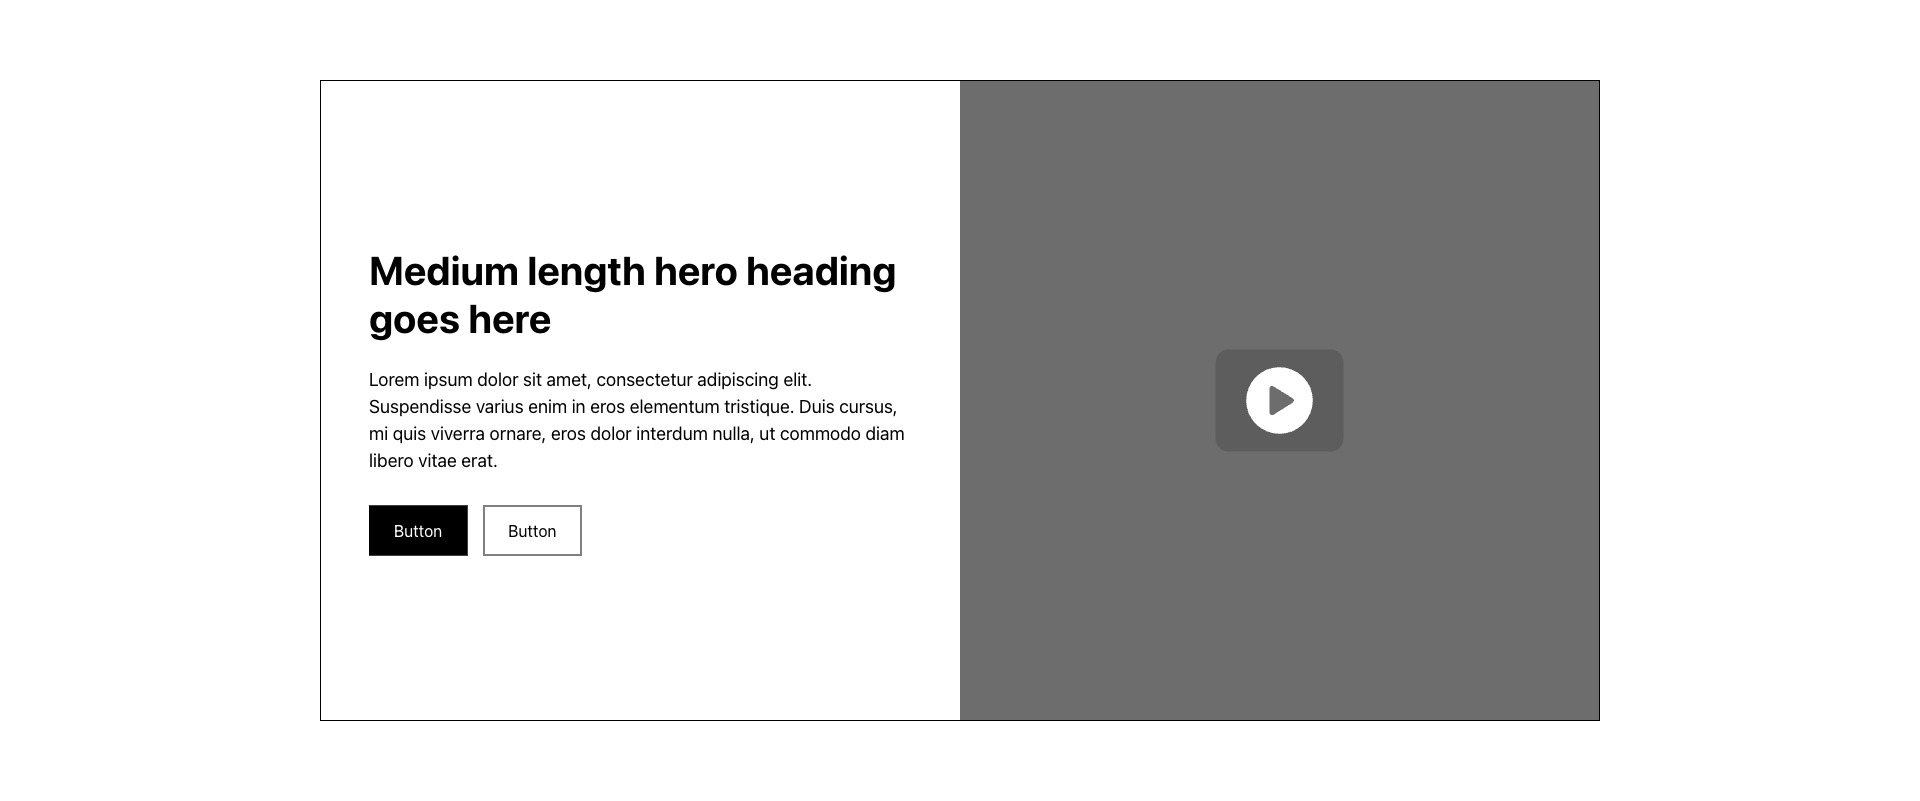 Medium length hero heading
goes here
Lorem ipsum dolor sit amet, consectetur adipiscing elit.
Suspendisse varius enim in eros elementum tristique. Duis cursus,
mi quis viverra ornare, eros dolor interdum nulla, ut commodo diam
libero vitae erat.
Button Button